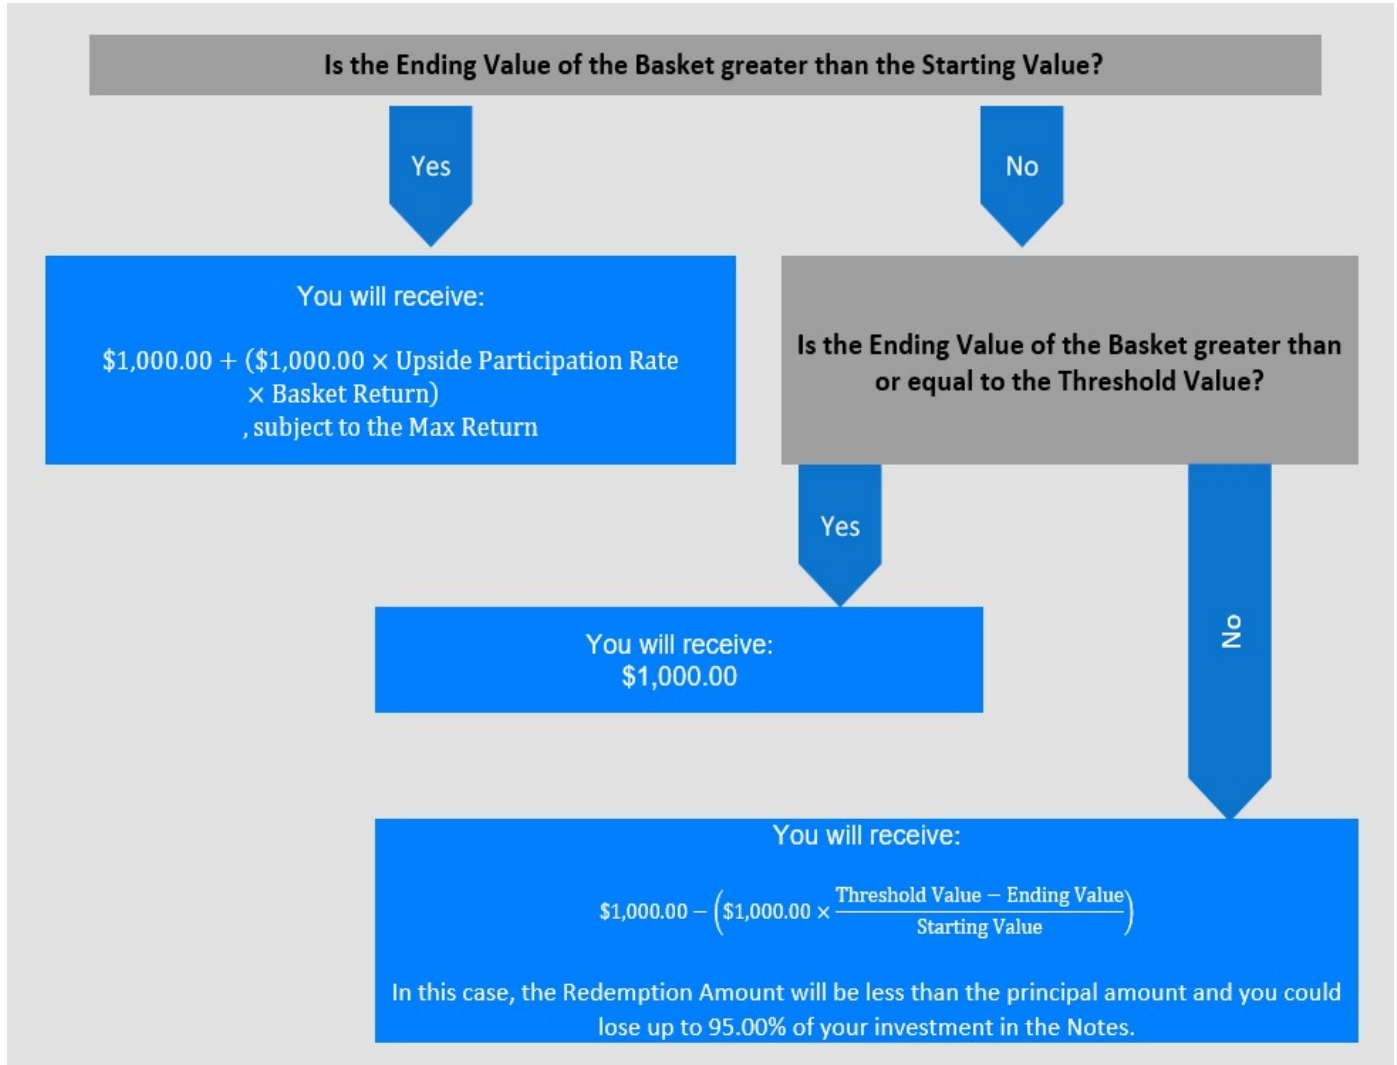 Is the Ending Value of the Basket greater than the Starting Value?
Yes
No
You will receive:
$1,000.00 + ($1,000.00 × Upside Participation Rate
× Basket Return)
, subject to the Max Return
Is the Ending Value of the Basket greater than
or equal to the Threshold Value?
Yes
No
You will receive:
$1,000.00
You will receive:
$1,000.00 − ($1,000.00 × Threshold Value − Ending Value / Starting Value)
In this case, the Redemption Amount will be less than the principal amount and you could
lose up to 95.00% of your investment in the Notes.